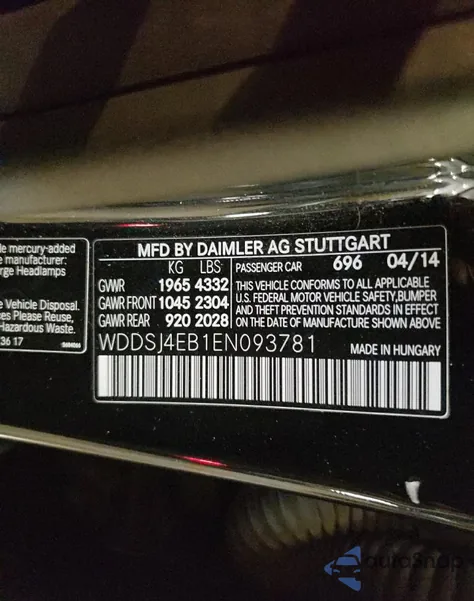 le mercury-added
e manufacturer:
rge Headlamps
e Vehicle Disposal.
ces Please Reuse,
Hazardous Waste.
36 17
MFD BY DAIMLER AG STUTTGART
KG LBS
GWR 1965 4332
GAWR FRONT 1045 2304
GAWR REAR 920 2028
PASSENGER CAR 696 04/14
THIS VEHICLE CONFORMS TO ALL APPLICABLE
U.S. FEDERAL MOTOR VEHICLE SAFETY,BUMPER
AND THEFT PREVENTION STANDARDS IN EFFECT
ON THE DATE OF MANUFACTURE SHOWN ABOVE
WDDSJ4EB1EN093781 MADE IN HUNGARY